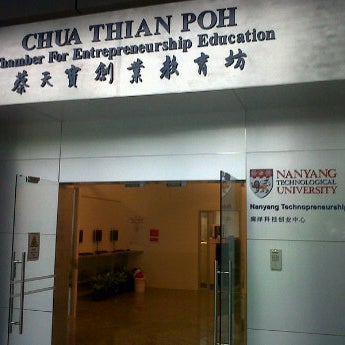 CHUA THIAN POH
Chamber For Entrepreneurship Education
蔡天寶創業教育坊
NANYANG
TECHNOLOGICAL
UNIVERSITY
Nanyang Technopreneurship
南洋科技创业中心